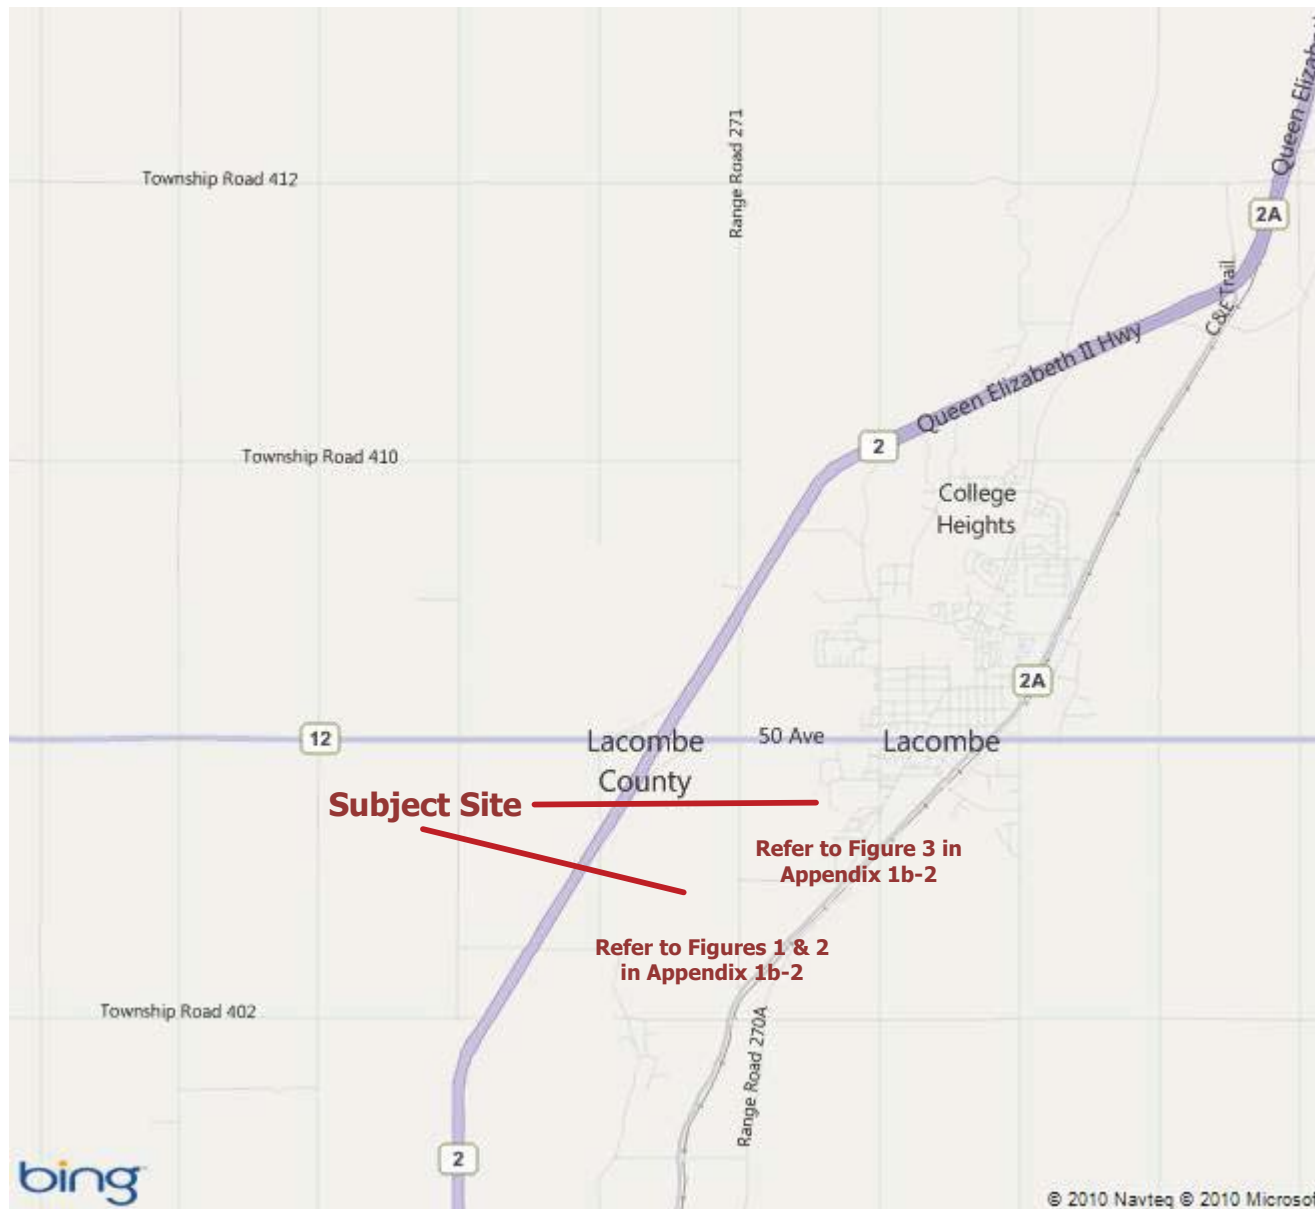 Queen Elizabe
Range Road 271
Township Road 412
2A
C&E Trail
Queen Elizabeth II Hwy
2
Township Road 410
College
Heights
2A
12
Lacombe
County
50 Ave
Lacombe
Subject Site
Refer to Figure 3 in
Appendix 1b-2
Refer to Figures 1 & 2
in Appendix 1b-2
Township Road 402
Range Road 270A
2
bing
© 2010 Navteq © 2010 Microsof